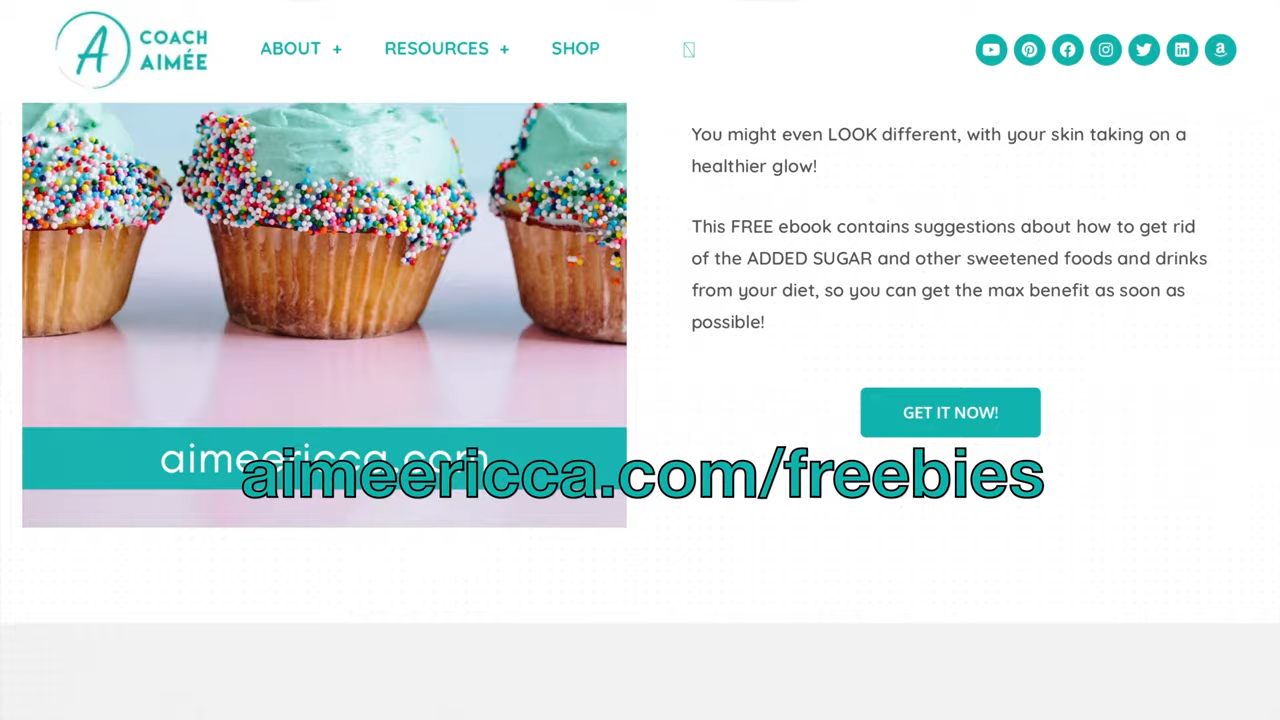 COACH
AIMÉE
ABOUT +
RESOURCES +
SHOP
You might even LOOK different, with your skin taking on a
healthier glow!
This FREE ebook contains suggestions about how to get rid
of the ADDED SUGAR and other sweetened foods and drinks
from your diet, so you can get the max benefit as soon as
possible!
GET IT NOW!
aimeericca.com
aimeericca.com/freebies